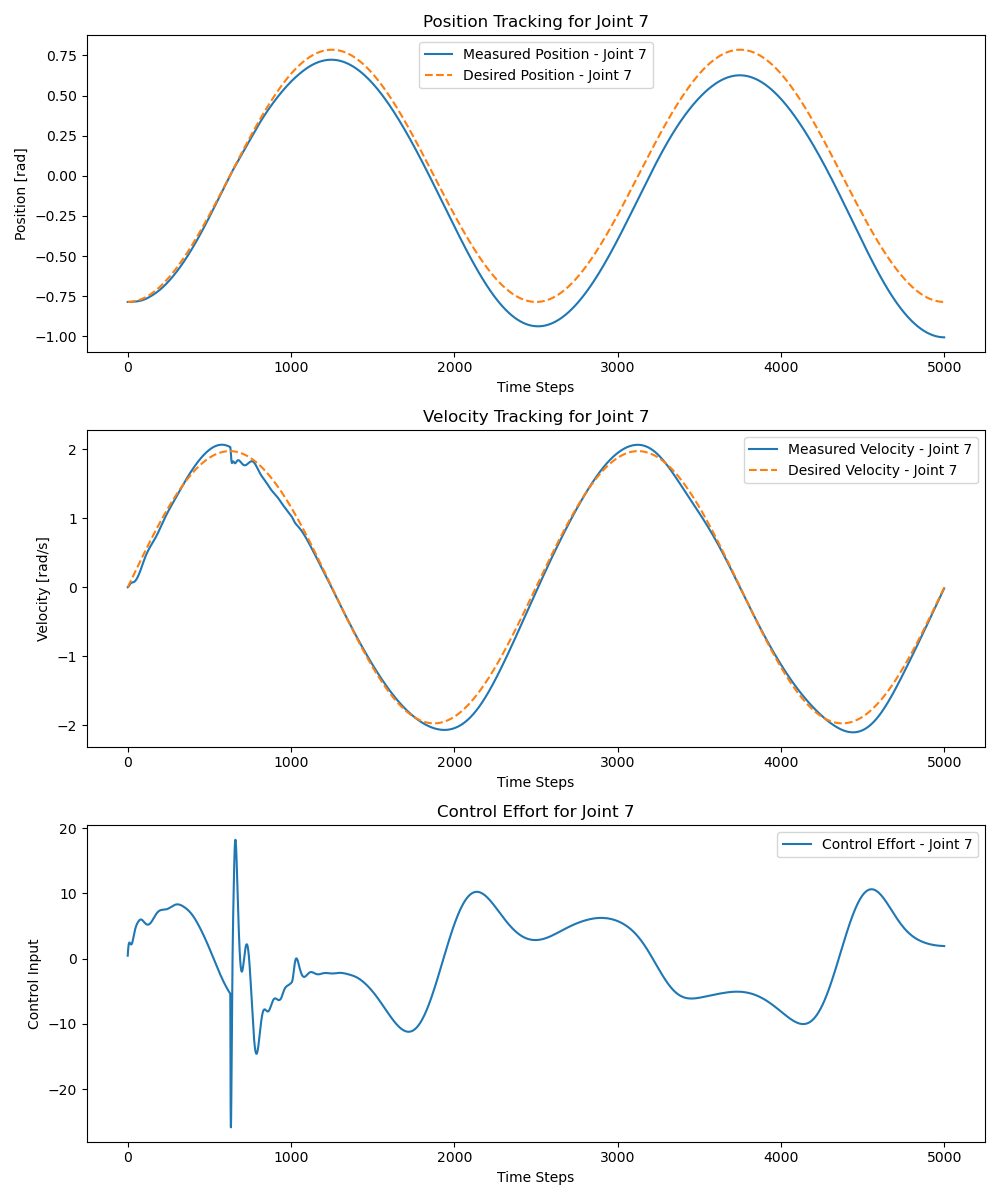 Position Tracking for Joint 7
Measured Position - Joint 7
Desired Position - Joint 7
Position [rad]
0.75
0.50
0.25
0.00
−0.25
−0.50
−0.75
−1.00
0 1000 2000 3000 4000 5000
Time Steps
Velocity Tracking for Joint 7
Measured Velocity - Joint 7
Desired Velocity - Joint 7
Velocity [rad/s]
2
1
0
−1
−2
0 1000 2000 3000 4000 5000
Time Steps
Control Effort for Joint 7
Control Effort - Joint 7
Control Input
20
10
0
−10
−20
0 1000 2000 3000 4000 5000
Time Steps